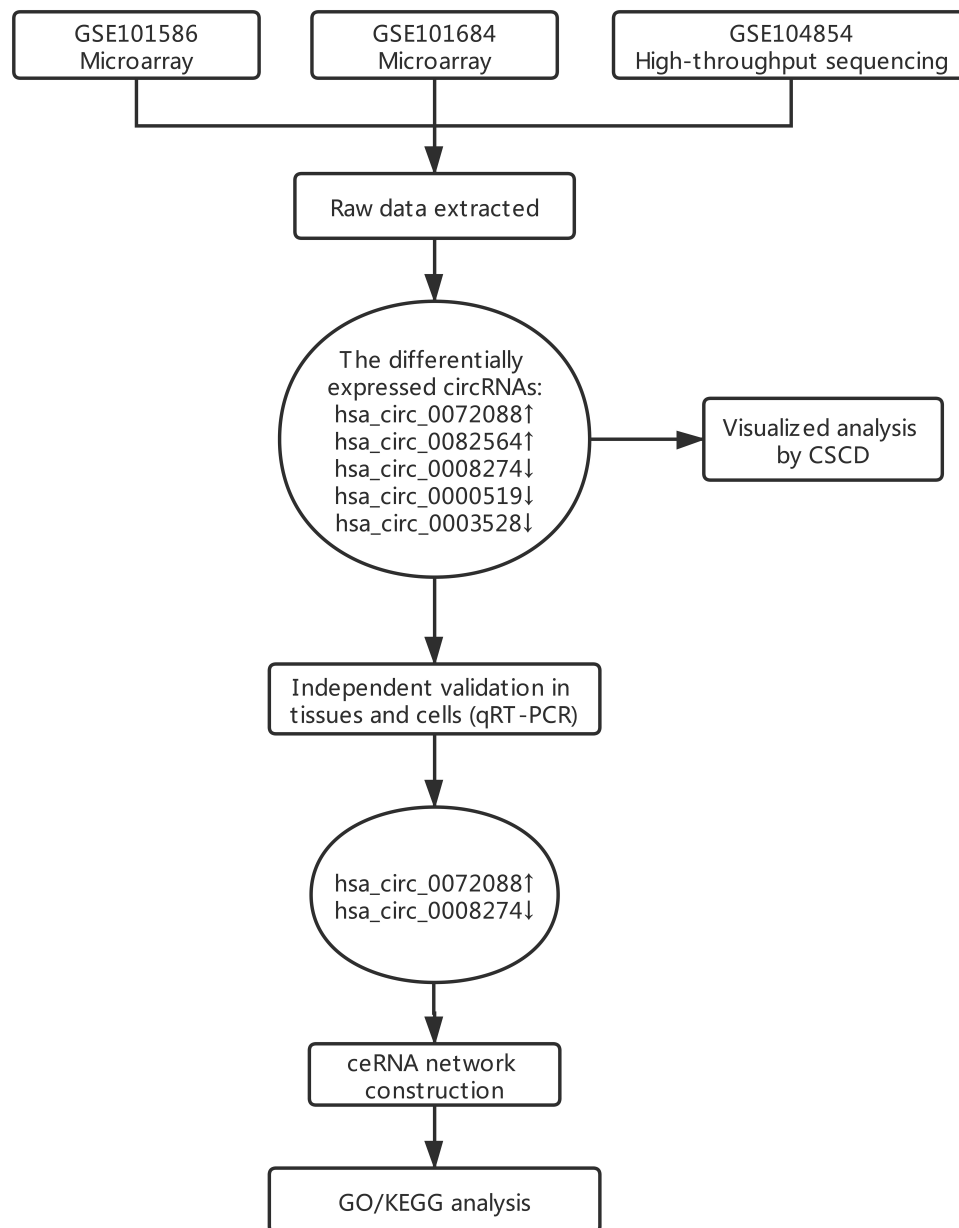 GSE101586
Microarray
GSE101684
Microarray
GSE104854
High-throughput sequencing
Raw data extracted
The differentially
expressed circRNAs:
hsa_circ_0072088↑
hsa_circ_0082564↑
hsa_circ_0008274↓
hsa_circ_0000519↓
hsa_circ_0003528↓
Visualized analysis
by CSCD
Independent validation in
tissues and cells (qRT-PCR)
hsa_circ_0072088↑
hsa_circ_0008274↓
ceRNA network
construction
GO/KEGG analysis